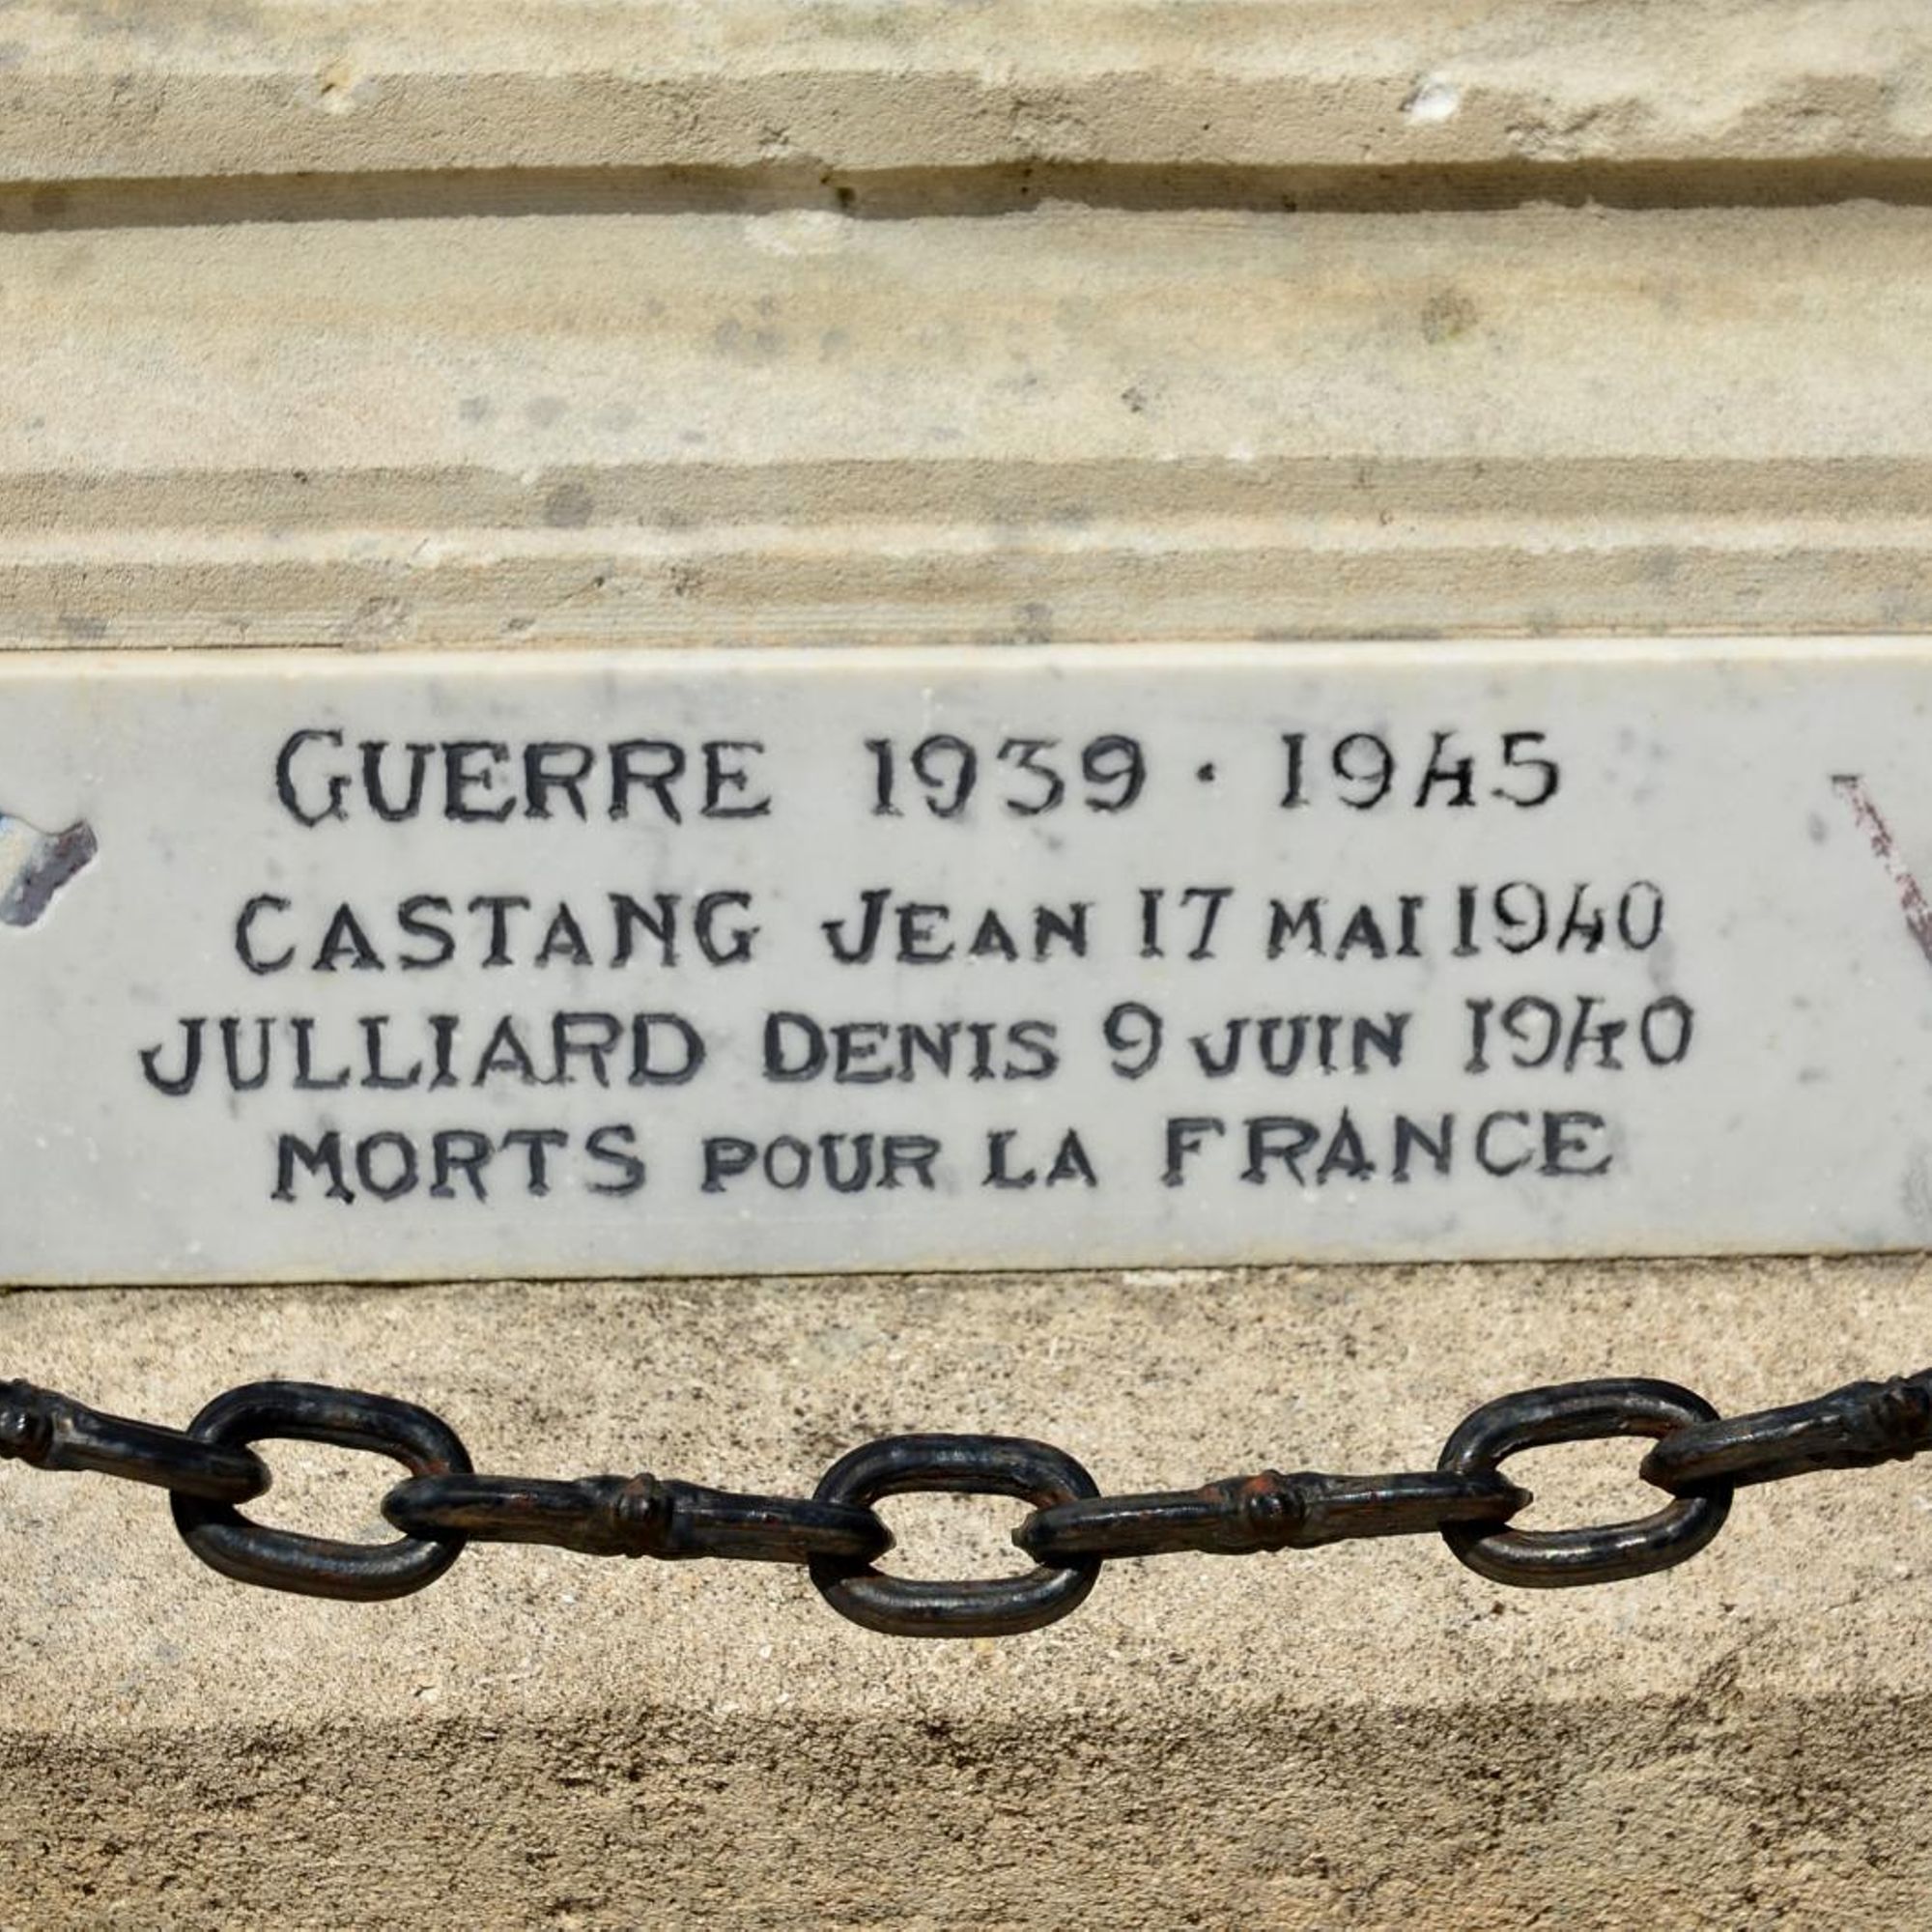 GUERRE 1939 · 1945
CASTANG JEAN 17 MAI 1940
JULLIARD DENIS 9 JUIN 1940
MORTS POUR LA FRANCE